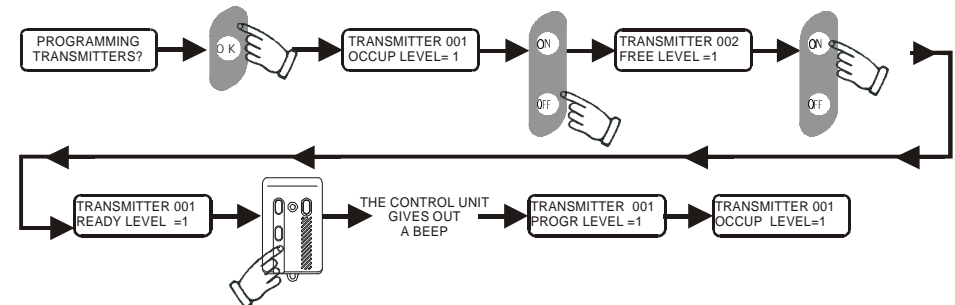 PROGRAMMING
TRANSMITTERS?
O K
TRANSMITTER 001
OCCUP LEVEL= 1
ON
OFF
TRANSMITTER 002
FREE LEVEL =1
ON
OFF
TRANSMITTER 001
READY LEVEL =1
THE CONTROL UNIT
GIVES OUT
A BEEP
TRANSMITTER 001
PROGR LEVEL =1
TRANSMITTER 001
OCCUP LEVEL=1